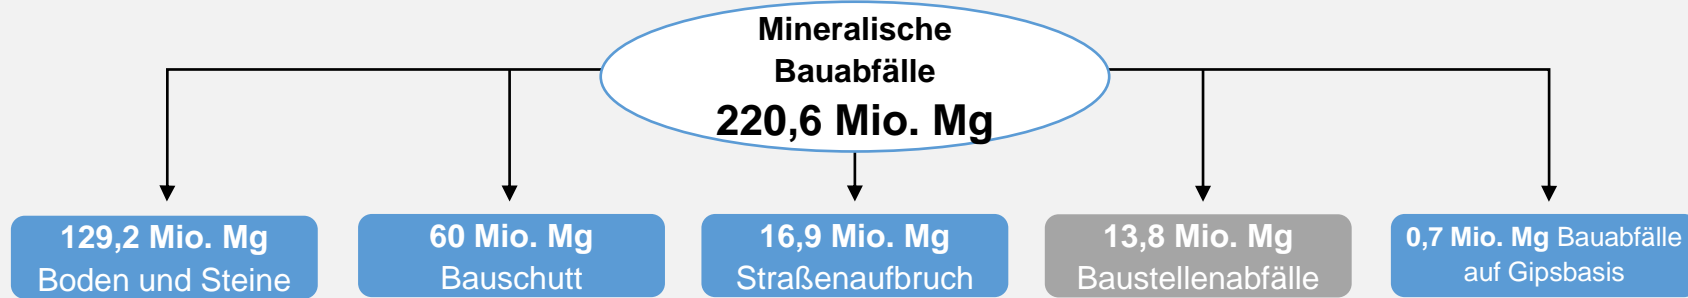 Mineralische
Bauabfälle
220,6 Mio. Mg
129,2 Mio. Mg
Boden und Steine
60 Mio. Mg
Bauschutt
16,9 Mio. Mg
Straßenaufbruch
13,8 Mio. Mg
Baustellenabfälle
0,7 Mio. Mg Bauabfälle
auf Gipsbasis